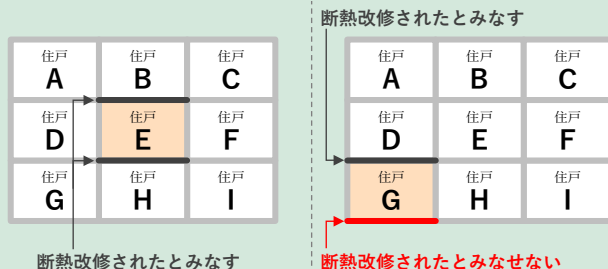 住戸 住戸 住戸
A B C
住戸 住戸 住戸
D E F
住戸 住戸 住戸
G H I
断熱改修されたとみなす
断熱改修されたとみなす
住戸 住戸 住戸
A B C
住戸 住戸 住戸
D E F
住戸 住戸 住戸
G H I
断熱改修されたとみなせない